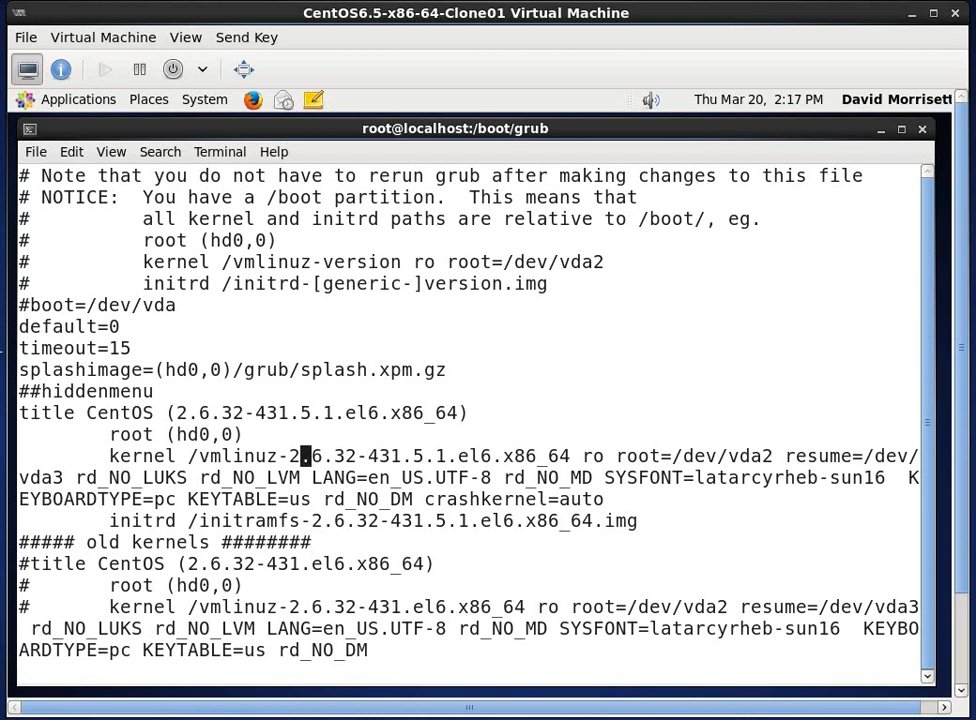 CentOS6.5-x86-64-Clone01 Virtual Machine
File Virtual Machine View Send Key
Applications Places System Thu Mar 20, 2:17 PM David Morrisett
root@localhost:/boot/grub
File Edit View Search Terminal Help
# Note that you do not have to rerun grub after making changes to this file
# NOTICE:  You have a /boot partition.  This means that
#          all kernel and initrd paths are relative to /boot/, eg.
#          root (hd0,0)
#          kernel /vmlinuz-version ro root=/dev/vda2
#          initrd /initrd-[generic-]version.img
#boot=/dev/vda
default=0
timeout=15
splashimage=(hd0,0)/grub/splash.xpm.gz
##hiddenmenu
title CentOS (2.6.32-431.5.1.el6.x86_64)
        root (hd0,0)
        kernel /vmlinuz-2.6.32-431.5.1.el6.x86_64 ro root=/dev/vda2 resume=/dev/
vda3 rd_NO_LUKS rd_NO_LVM LANG=en_US.UTF-8 rd_NO_MD SYSFONT=latarcyrheb-sun16  K
EYBOARDTYPE=pc KEYTABLE=us rd_NO_DM crashkernel=auto
        initrd /initramfs-2.6.32-431.5.1.el6.x86_64.img
##### old kernels ########
#title CentOS (2.6.32-431.el6.x86_64)
#       root (hd0,0)
#       kernel /vmlinuz-2.6.32-431.el6.x86_64 ro root=/dev/vda2 resume=/dev/vda3
 rd_NO_LUKS rd_NO_LVM LANG=en_US.UTF-8 rd_NO_MD SYSFONT=latarcyrheb-sun16  KEYBO
ARDTYPE=pc KEYTABLE=us rd_NO_DM